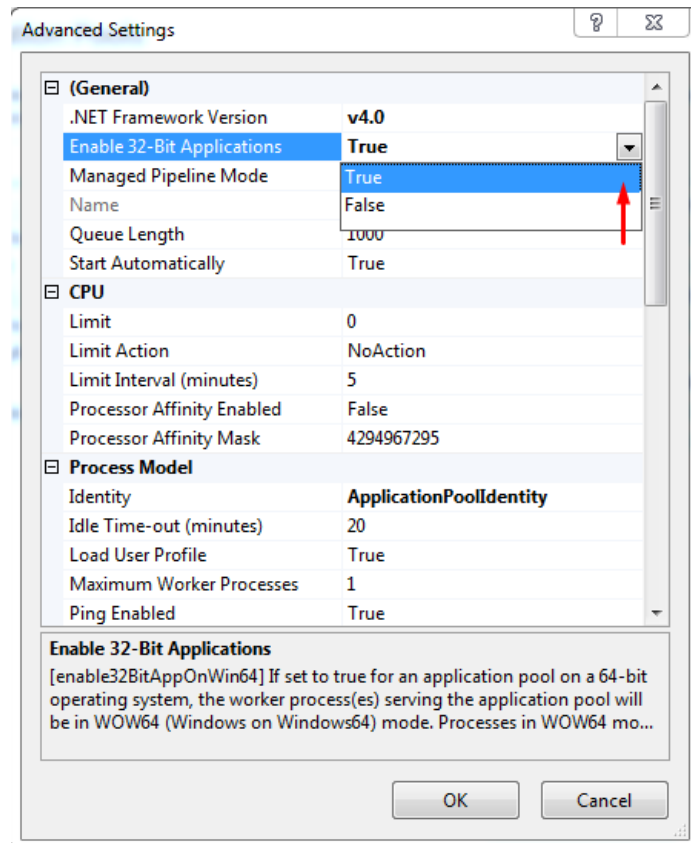 Advanced Settings
(General)
.NET Framework Version v4.0
Enable 32-Bit Applications True
Managed Pipeline Mode True
Name False
Queue Length 1000
Start Automatically True
CPU
Limit 0
Limit Action NoAction
Limit Interval (minutes) 5
Processor Affinity Enabled False
Processor Affinity Mask 4294967295
Process Model
Identity ApplicationPoolIdentity
Idle Time-out (minutes) 20
Load User Profile True
Maximum Worker Processes 1
Ping Enabled True
Enable 32-Bit Applications
[enable32BitAppOnWin64] If set to true for an application pool on a 64-bit
operating system, the worker process(es) serving the application pool will
be in WOW64 (Windows on Windows64) mode. Processes in WOW64 mo...
OK Cancel